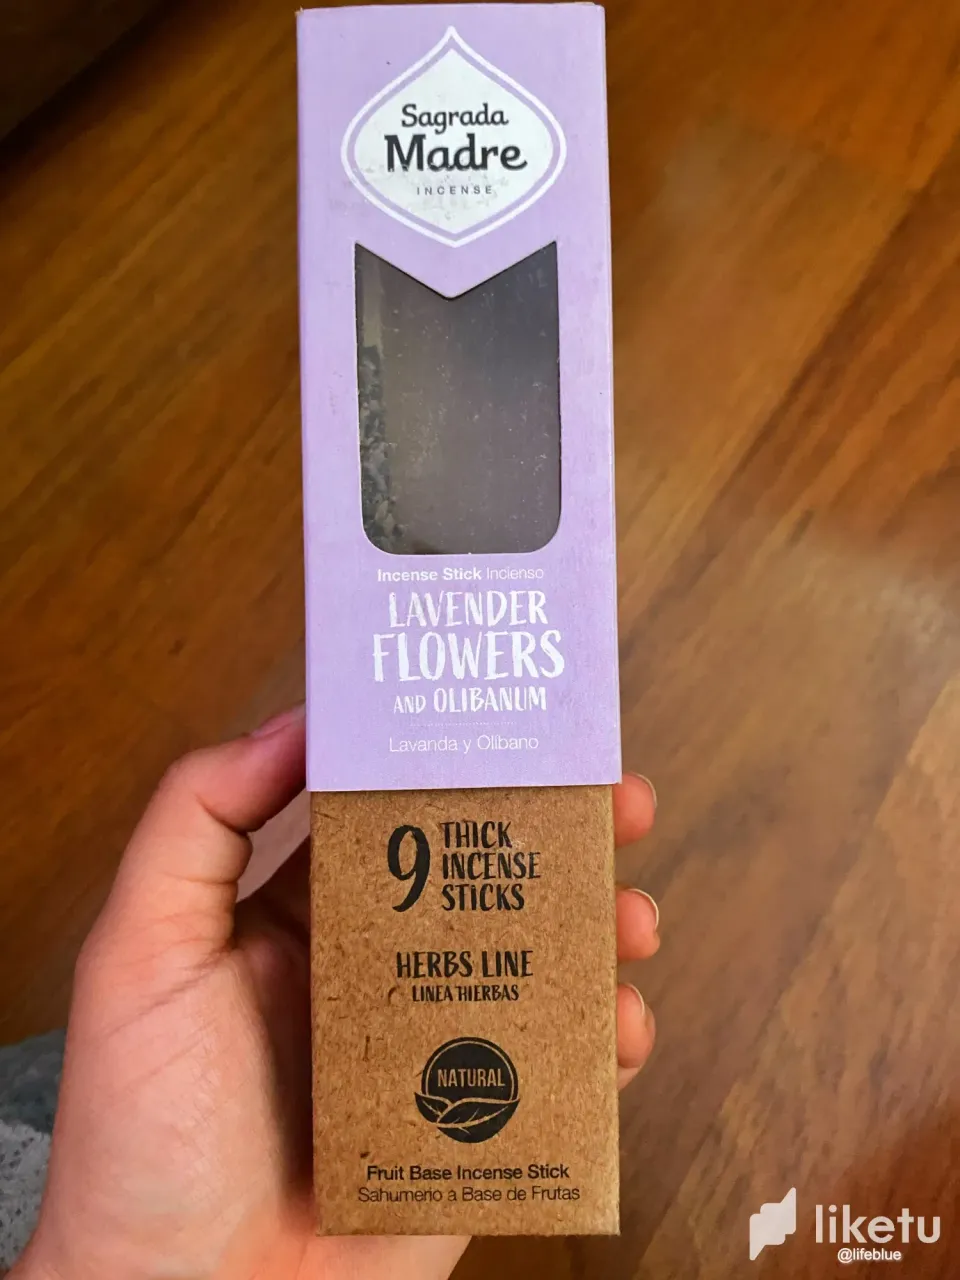 Sagrada
Madre
INCENSE
Incense Stick Incienso
LAVENDER
FLOWERS
AND OLIBANUM
Lavanda y Olíbano
9 THICK
INCENSE
STICKS
HERBS LINE
LINEA HIERBAS
NATURAL
Fruit Base Incense Stick
Sahumerio a Base de Frutas
liketu
@lifeblue